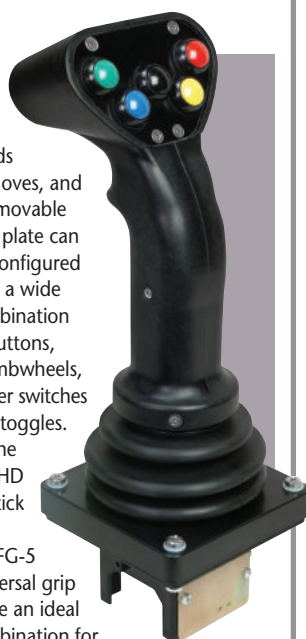 ds
oves, and
movable
plate can
onfigured
a wide
bination
uttons,
mbwheels,
er switches
toggles.
he
HD
tick
FG-5
ersal grip
e an ideal
bination for